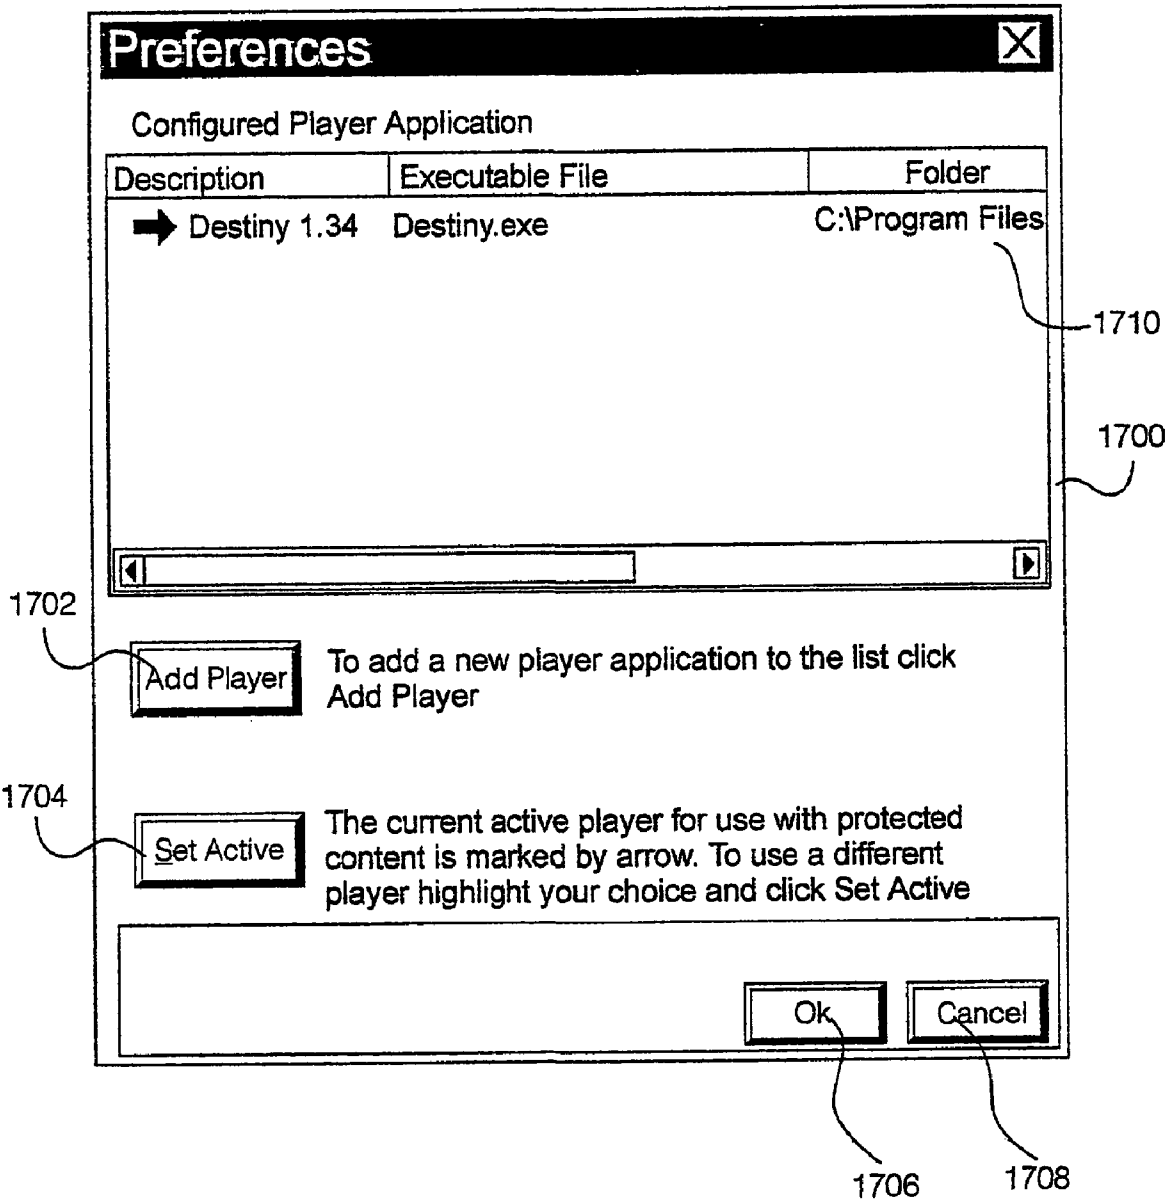 Preferences X
Configured Player Application
Description Executable File Folder
Destiny 1.34 Destiny.exe C:\Program Files
1710
1700
1702
Add Player
To add a new player application to the list click
Add Player
1704
Set Active
The current active player for use with protected
content is marked by arrow. To use a different
player highlight your choice and click Set Active
Ok Cancel
1706 1708